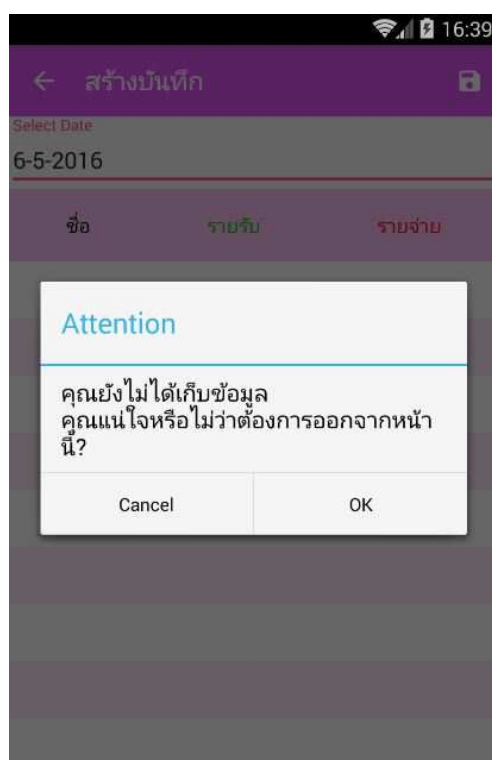 16:39
สร้างบันทึก
Select Date
6-5-2016
ชื่อ รายรับ รายจ่าย
Attention
คุณยังไม่ได้เก็บข้อมูล
คุณแน่ใจหรือไม่ว่าต้องการออกจากหน้า
นี้?
Cancel OK